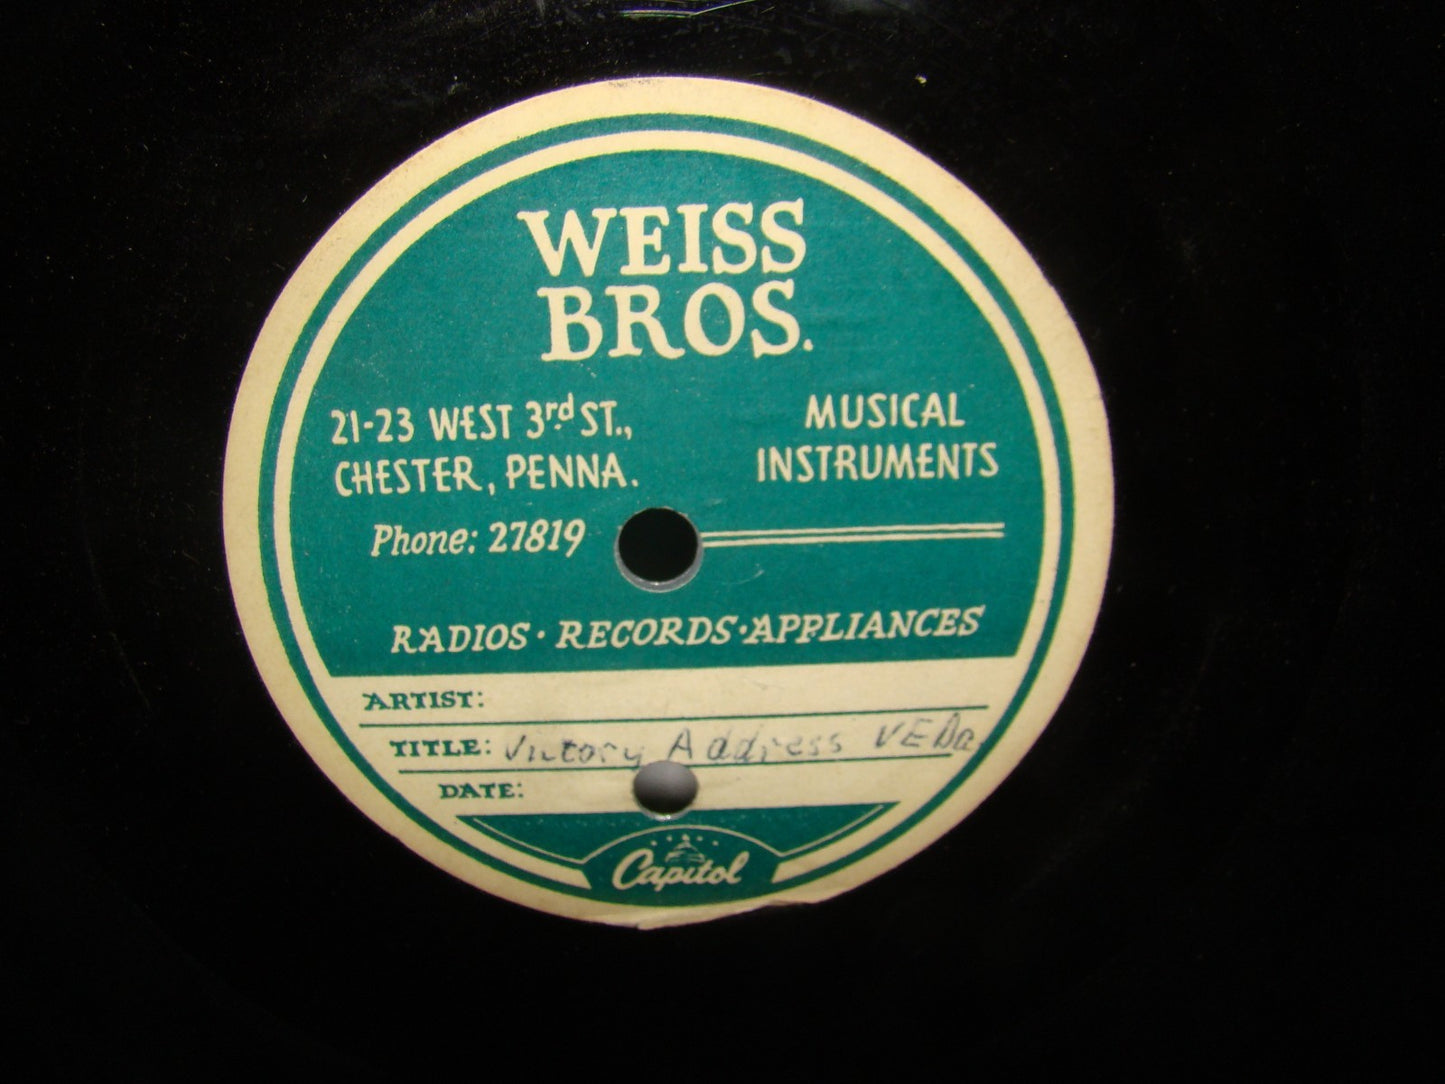 WEISS
BROS.
21-23 WEST 3rd ST.,
CHESTER, PENNA.
Phone: 27819
MUSICAL
INSTRUMENTS
RADIOS · RECORDS · APPLIANCES
ARTIST:
TITLE: Victory Address VE Da
DATE:
Capitol